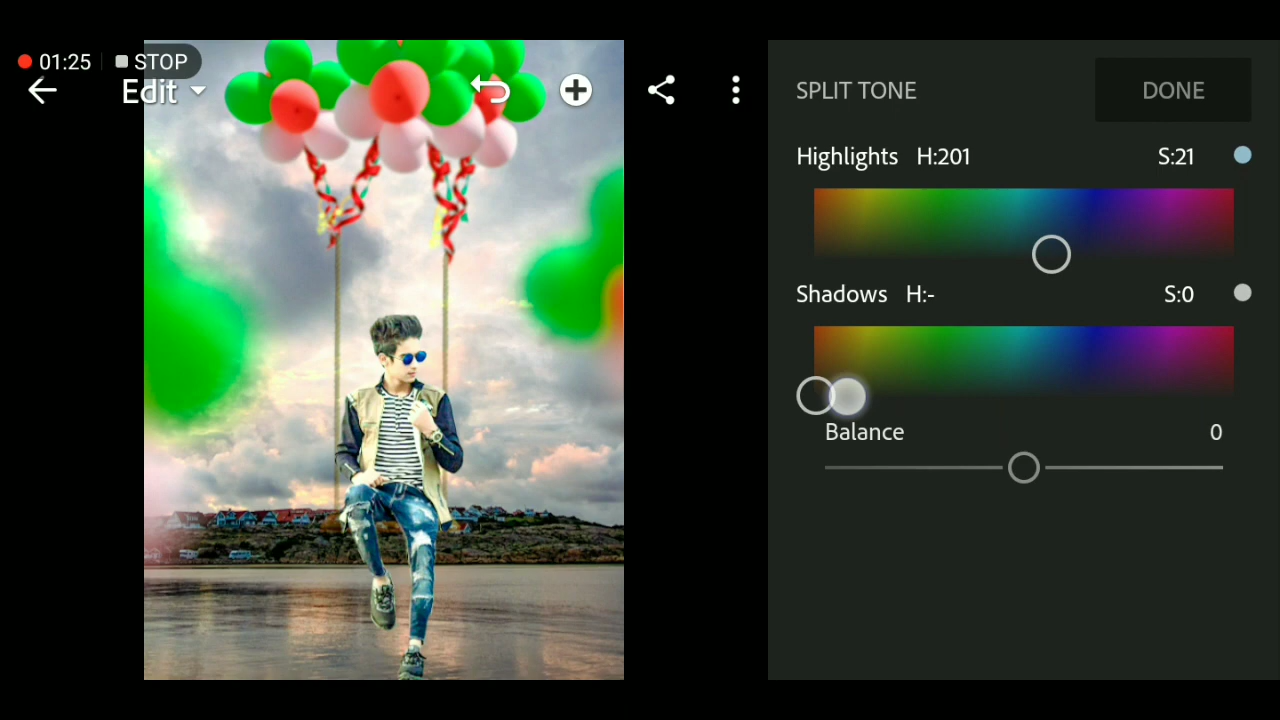 01:25 STOP
Edit
SPLIT TONE DONE
Highlights H:201 S:21
Shadows H:- S:0
Balance 0